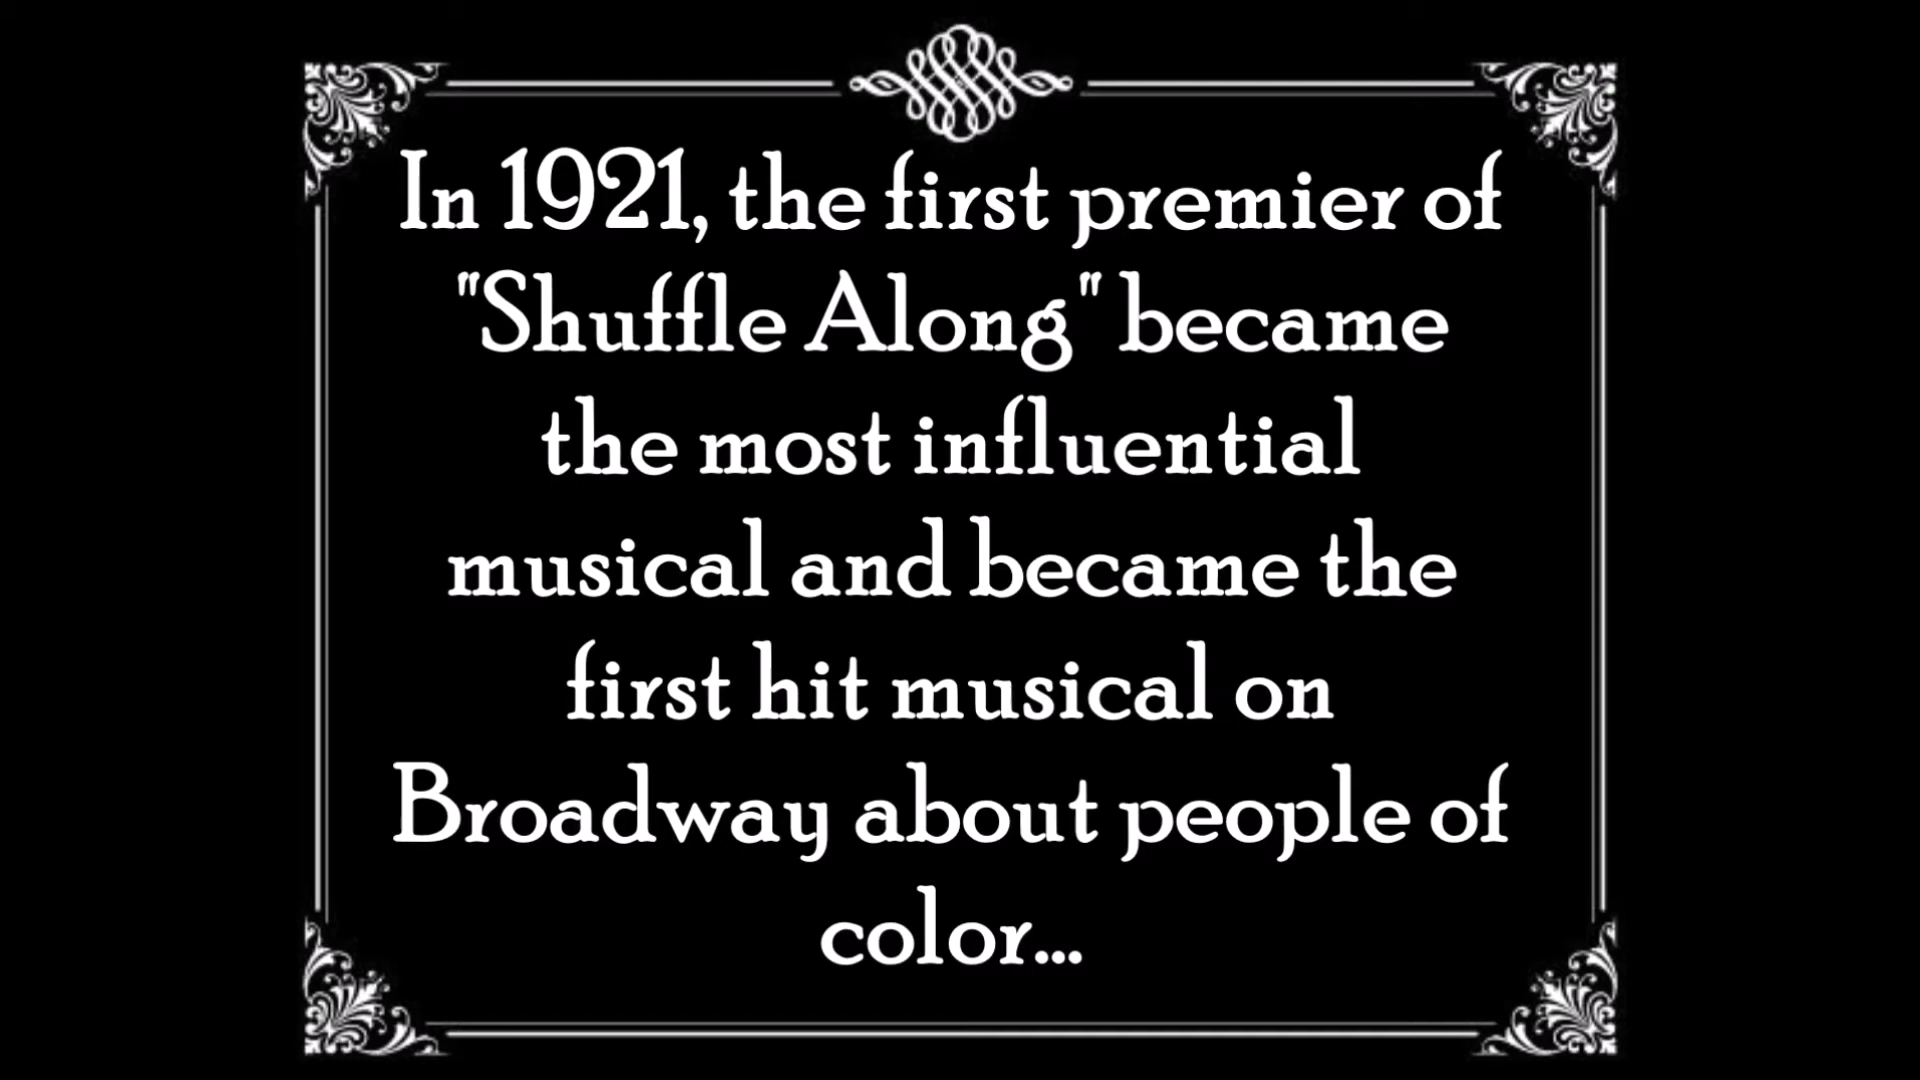 In 1921, the first premier of
"Shuffle Along" became
the most influential
musical and became the
first hit musical on
Broadway about people of
color...